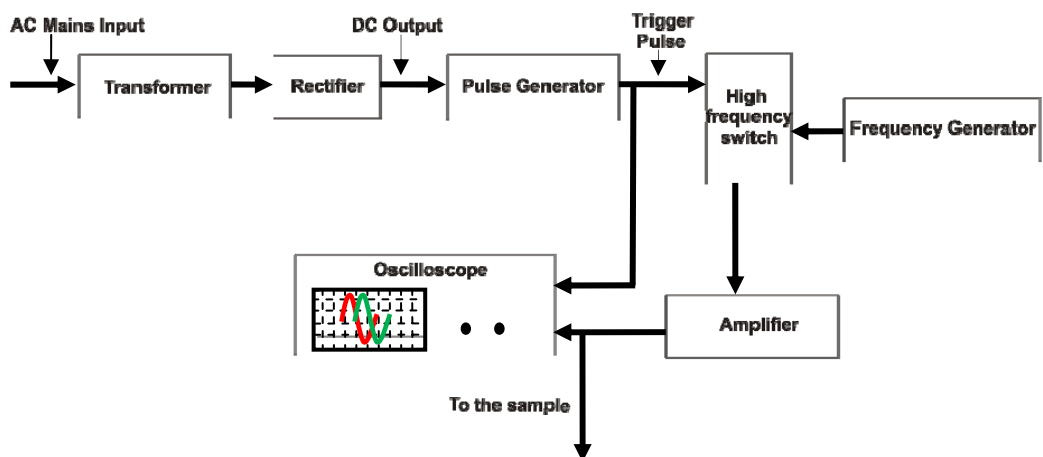 AC Mains Input
DC Output
Trigger
Pulse
Transformer
Rectifier
Pulse Generator
High
frequency
switch
Frequency Generator
Oscilloscope
Amplifier
To the sample